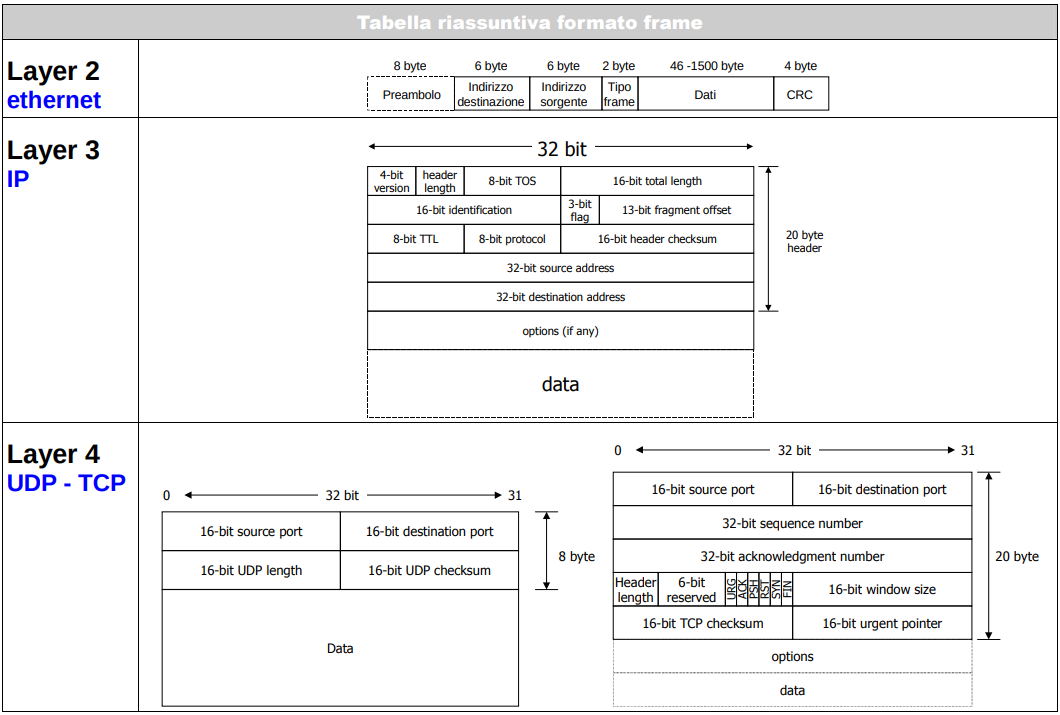 Tabella riassuntiva formato frame
Layer 2
ethernet
8 byte
6 byte
6 byte
2 byte
46 -1500 byte
4 byte
Preambolo
Indirizzo
destinazione
Indirizzo
sorgente
Tipo
frame
Dati
CRC
Layer 3
IP
32 bit
4-bit
version
header
length
8-bit TOS
16-bit total length
16-bit identification
3-bit
flag
13-bit fragment offset
8-bit TTL
8-bit protocol
16-bit header checksum
32-bit source address
32-bit destination address
20 byte
header
options (if any)
data
Layer 4
UDP - TCP
0
32 bit
31
16-bit source port
16-bit destination port
16-bit UDP length
16-bit UDP checksum
8 byte
Data
0
32 bit
31
16-bit source port
16-bit destination port
32-bit sequence number
32-bit acknowledgment number
Header
length
6-bit
reserved
URG
ACK
PSH
RST
SYN
FIN
16-bit window size
16-bit TCP checksum
16-bit urgent pointer
20 byte
options
data